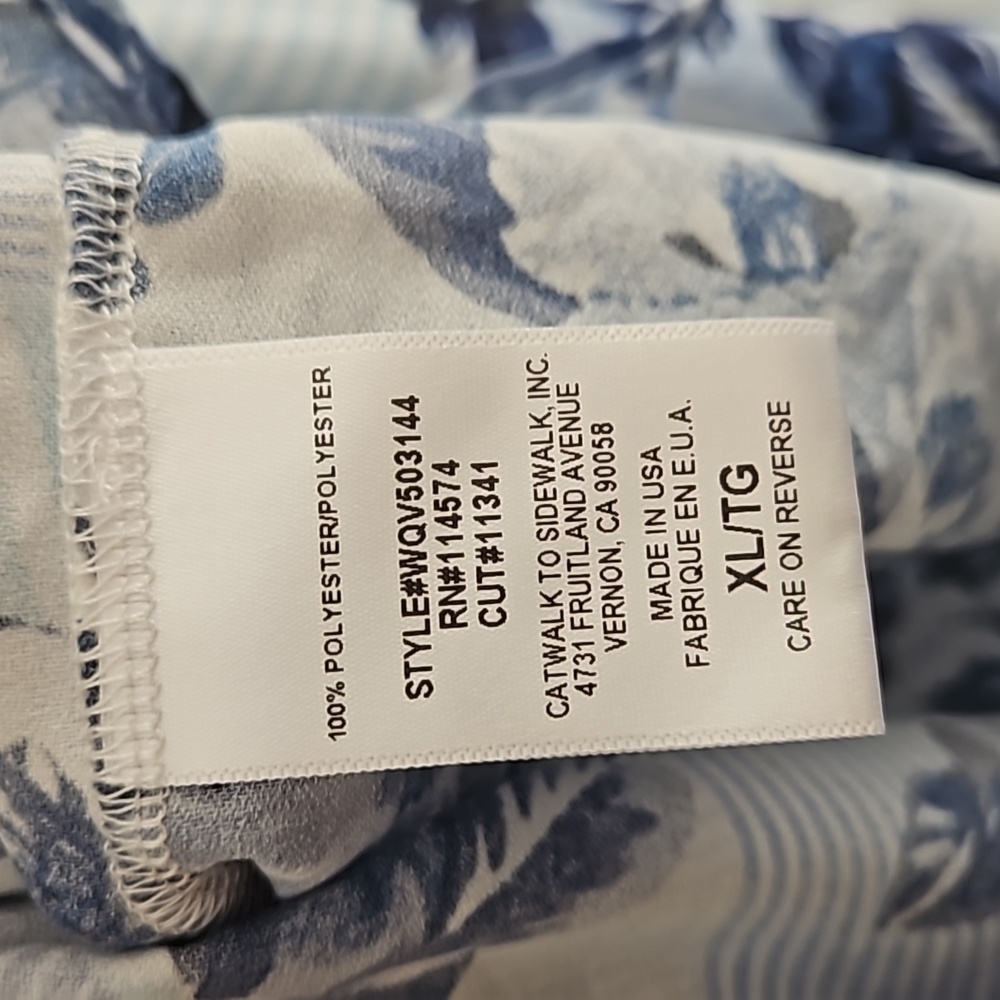 100% POLYESTER/POLYESTER
STYLE#WQV503144
RN#114574
CUT#11341
CATWALK TO SIDEWALK, INC.
4731 FRUITLAND AVENUE
VERNON, CA 90058
MADE IN USA
FABRIQUE EN E.U.A.
XL/TG
CARE ON REVERSE